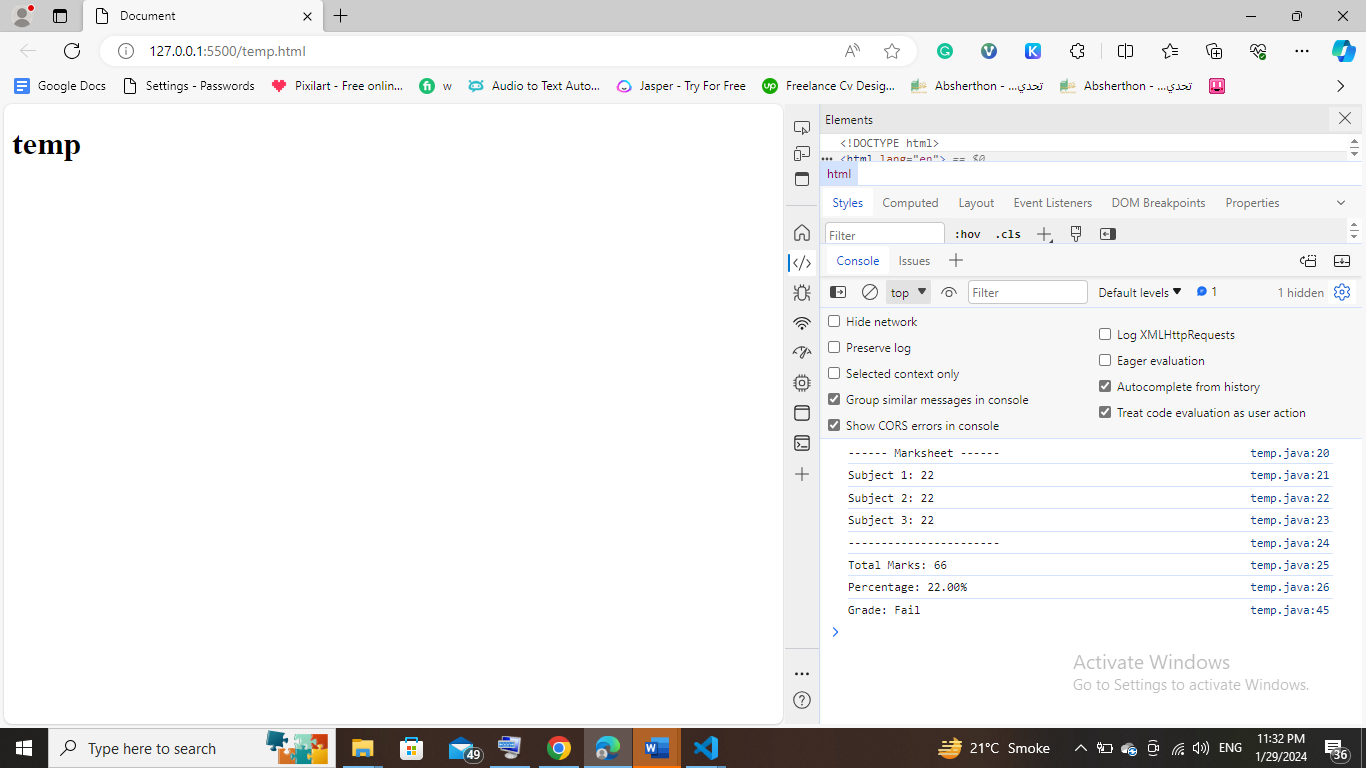 Document
127.0.0.1:5500/temp.html
Google Docs
Settings - Passwords
Pixilart - Free onlin...
w
Audio to Text Auto...
Jasper - Try For Free
Freelance Cv Desig...
Absherthon - تحدي...
Absherthon - تحدي...
temp
Elements
<!DOCTYPE html>
<html lang="en"> == $0
html
Styles
Computed
Layout
Event Listeners
DOM Breakpoints
Properties
Filter
:hov
.cls
Console
Issues
top
Filter
Default levels
1
1 hidden
Hide network
Log XMLHttpRequests
Preserve log
Eager evaluation
Selected context only
Autocomplete from history
Group similar messages in console
Treat code evaluation as user action
Show CORS errors in console
------ Marksheet ------ temp.java:20
Subject 1: 22 temp.java:21
Subject 2: 22 temp.java:22
Subject 3: 22 temp.java:23
----------------------- temp.java:24
Total Marks: 66 temp.java:25
Percentage: 22.00% temp.java:26
Grade: Fail temp.java:45
Activate Windows
Go to Settings to activate Windows.
Type here to search
49
21°C Smoke
ENG
11:32 PM
1/29/2024
36